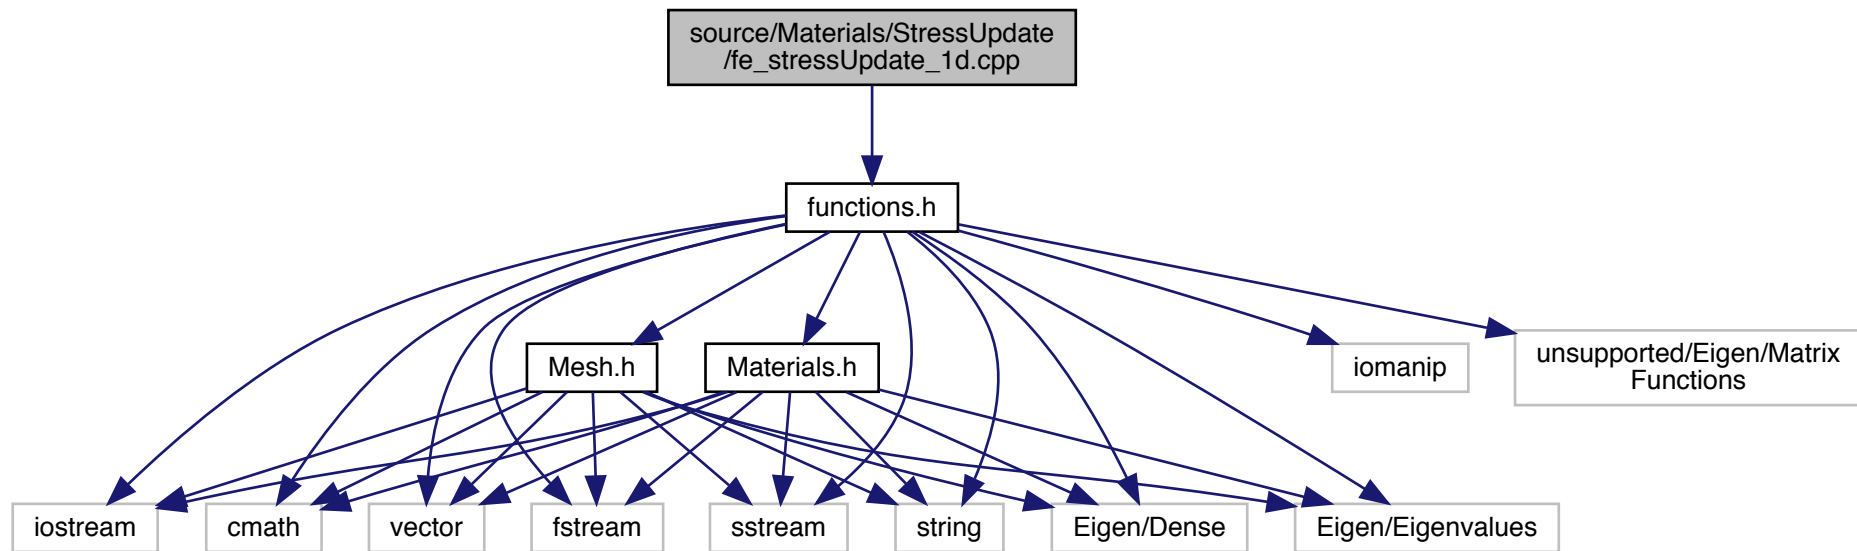 source/Materials/StressUpdate
/fe_stressUpdate_1d.cpp
functions.h
Mesh.h
Materials.h
iomanip
unsupported/Eigen/Matrix
Functions
iostream
cmath
vector
fstream
sstream
string
Eigen/Dense
Eigen/Eigenvalues